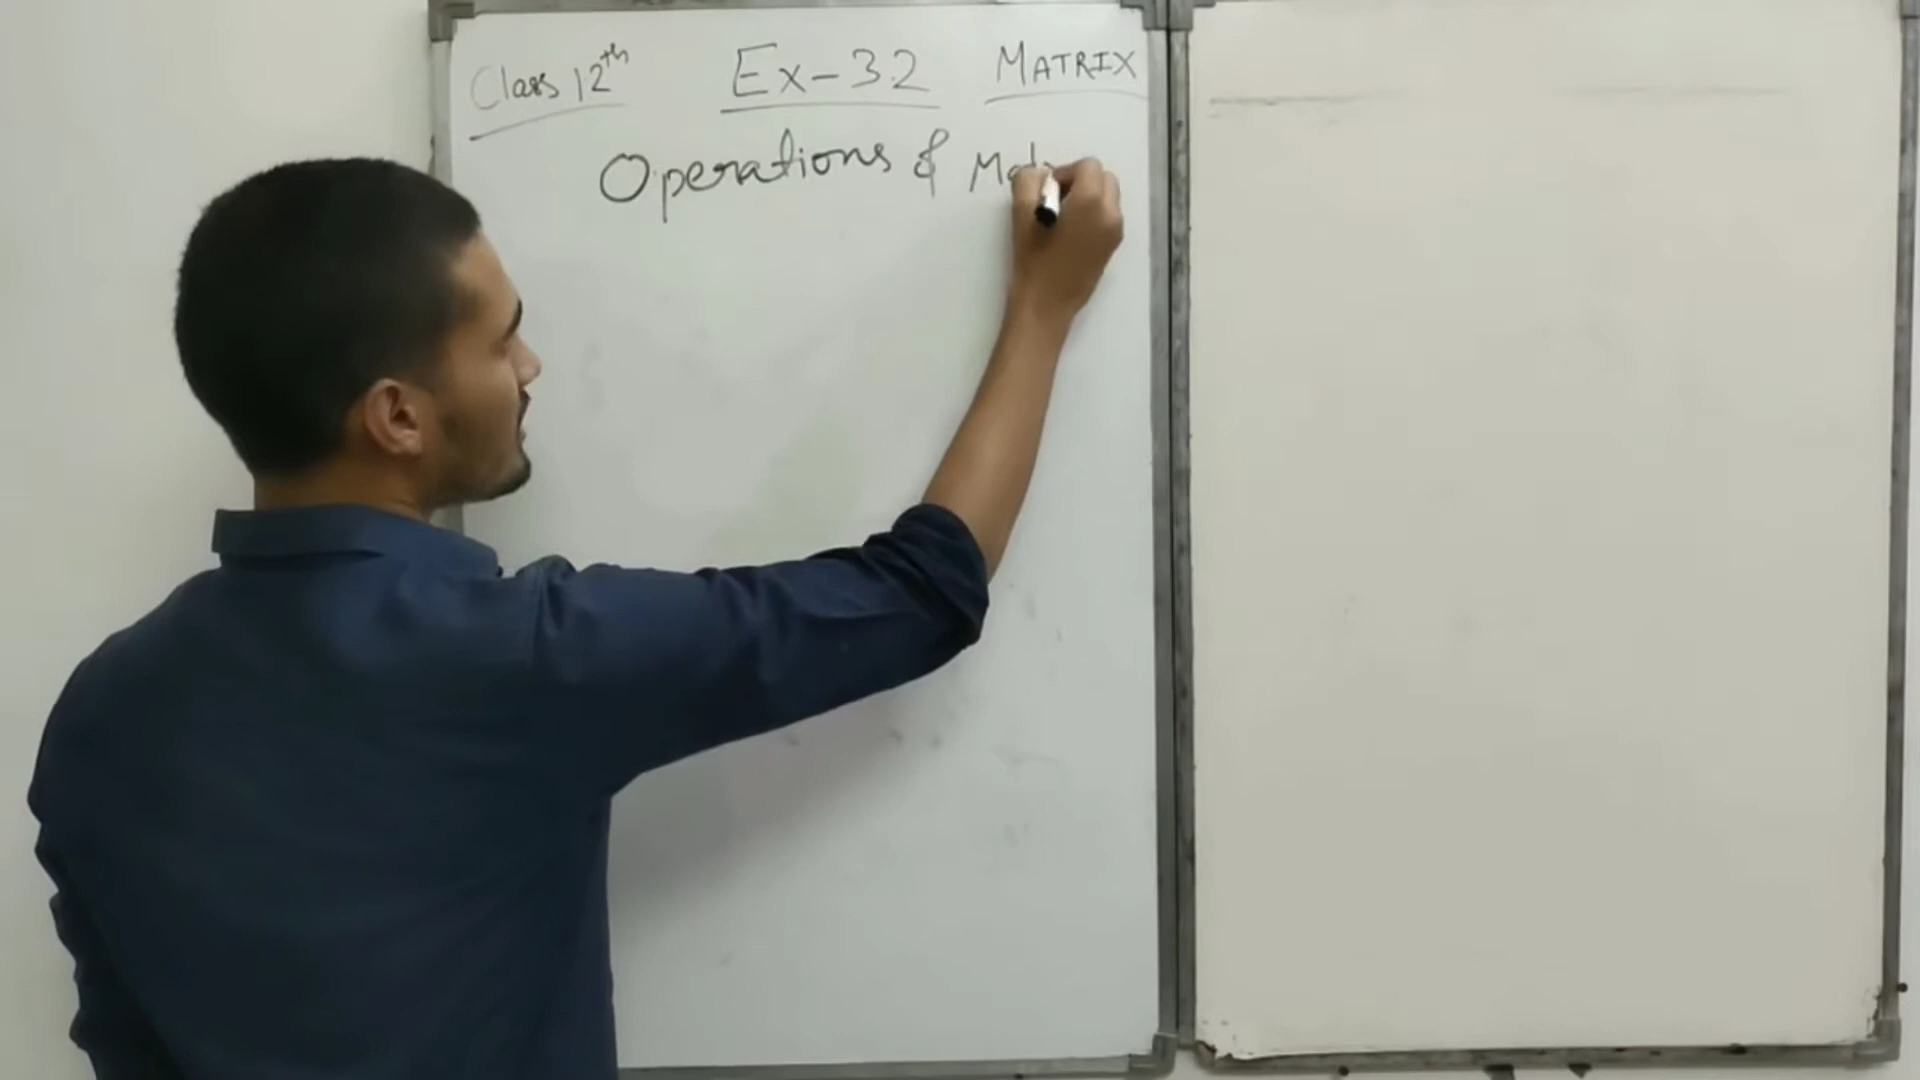 Class 12th Ex-3.2 MATRIX
Operations of